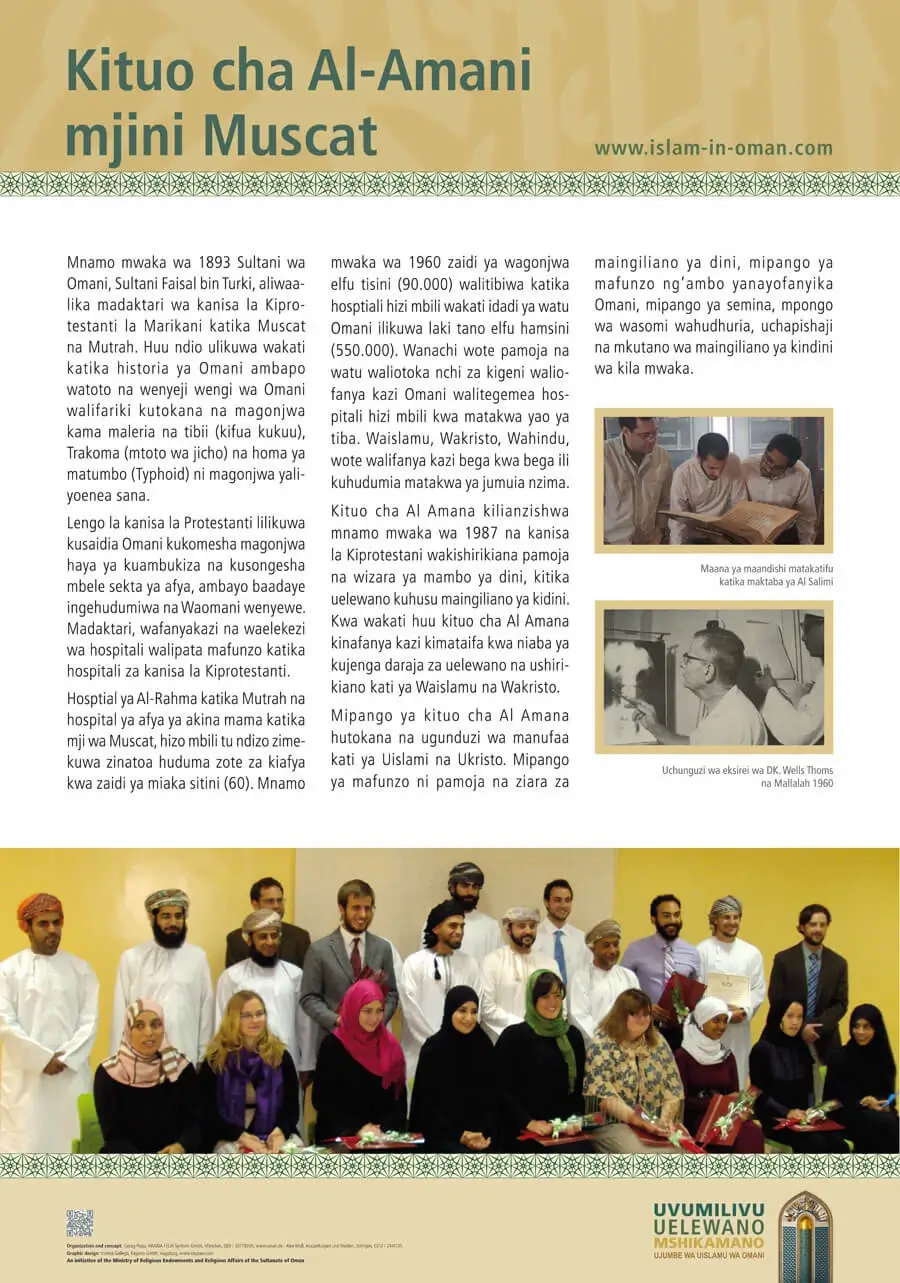 Kituo cha Al-Amani
mjini Muscat
www.islam-in-oman.com
Mnamo mwaka wa 1893 Sultani wa
Omani, Sultani Faisal bin Turki, aliwaa-
lika madaktari wa kanisa la Kipro-
testanti la Marikani katika Muscat
na Mutrah. Huu ndio ulikuwa wakati
katika historia ya Omani ambapo
watoto na wenyeji wengi wa Omani
walifariki kutokana na magonjwa
kama maleria na tibii (kifua kukuu),
Trakoma (mtoto wa jicho) na homa ya
matumbo (Typhoid) ni magonjwa yali-
yoenea sana.
Lengo la kanisa la Protestanti lilikuwa
kusaidia Omani kukomesha magonjwa
haya ya kuambukiza na kusongesha
mbele sekta ya afya, ambayo baadaye
ingehudumiwa na Waomani wenyewe.
Madaktari, wafanyakazi na waelekezi
wa hospitali walipata mafunzo katika
hospitali za kanisa la Kiprotestanti.
Hosptial ya Al-Rahma katika Mutrah na
hospital ya afya ya akina mama katika
mji wa Muscat, hizo mbili tu ndizo zime-
kuwa zinatoa huduma zote za kiafya
kwa zaidi ya miaka sitini (60). Mnamo
mwaka wa 1960 zaidi ya wagonjwa
elfu tisini (90.000) walitibiwa katika
hosptiali hizi mbili wakati idadi ya watu
Omani ilikuwa laki tano elfu hamsini
(550.000). Wanachi wote pamoja na
watu waliotoka nchi za kigeni walio-
fanya kazi Omani walitegemea hos-
pitali hizi mbili kwa matakwa yao ya
tiba. Waislamu, Wakristo, Wahindu,
wote walifanya kazi bega kwa bega ili
kuhudumia matakwa ya jumuia nzima.
Kituo cha Al Amana kilianzishwa
mnamo mwaka wa 1987 na kanisa
la Kiprotestani wakishirikiana pamoja
na wizara ya mambo ya dini, kitika
uelewano kuhusu maingiliano ya kidini.
Kwa wakati huu kituo cha Al Amana
kinafanya kazi kimataifa kwa niaba ya
kujenga daraja za uelewano na ushiri-
kiano kati ya Waislamu na Wakristo.
Mipango ya kituo cha Al Amana
hutokana na ugunduzi wa manufaa
kati ya Uislami na Ukristo. Mipango
ya mafunzo ni pamoja na ziara za
maingiliano ya dini, mipango ya
mafunzo ng'ambo yanayofanyika
Omani, mipango ya semina, mpongo
wa wasomi wahudhuria, uchapishaji
na mkutano wa maingiliano ya kindini
wa kila mwaka.
Maana ya maandishi matakatifu
katika maktaba ya Al Salimi
Uchunguzi wa eksirei wa DK. Wells Thoms
na Mallalah 1960
UVUMILIVU
UELEWANO
MSHIKAMANO
UJUMBE WA UISLAMU WA OMANI
Organization and concept:
Graphic design:
An initiative of the Ministry of Religious Endowments and Religious Affairs of the Sultanate of Oman